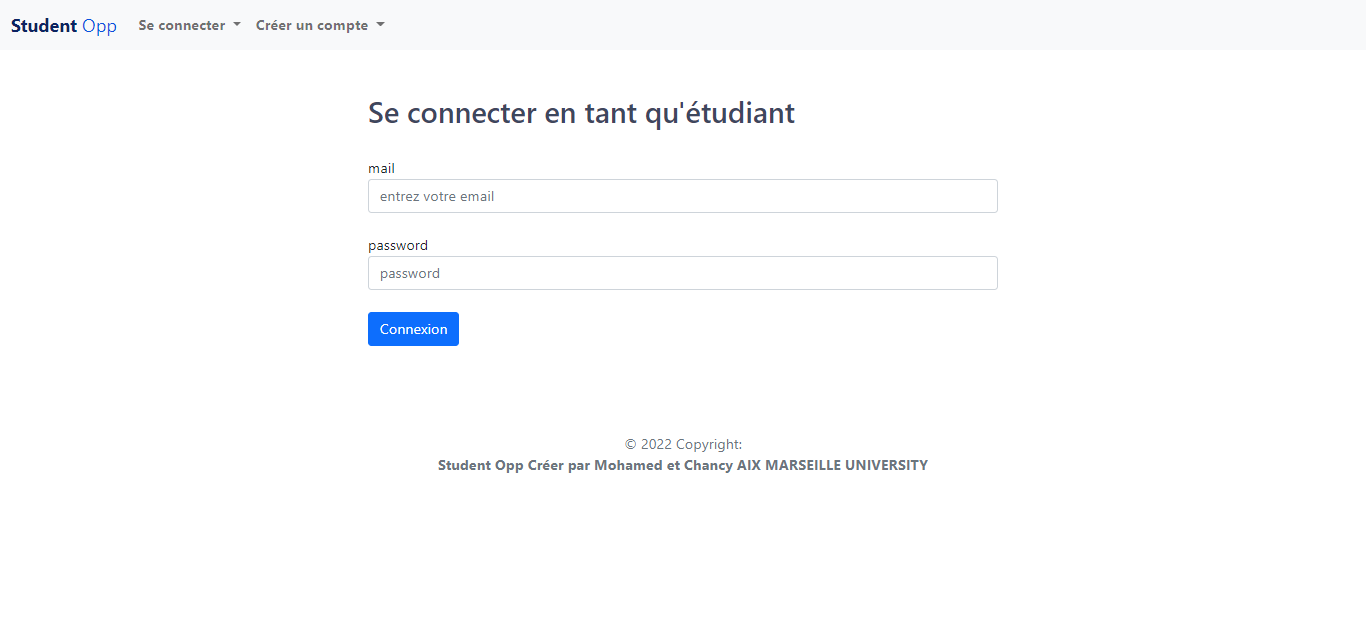 Student Opp Se connecter Créer un compte
Se connecter en tant qu'étudiant
mail
entrez votre email
password
password
Connexion
© 2022 Copyright:
Student Opp Créer par Mohamed et Chancy AIX MARSEILLE UNIVERSITY